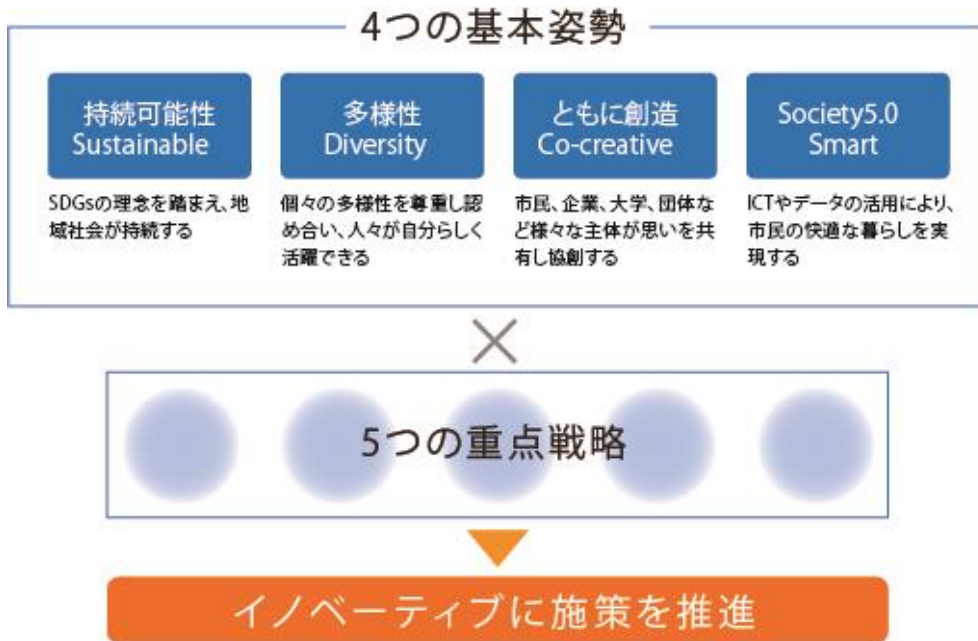 4つの基本姿勢
持続可能性
Sustainable
SDGsの理念を踏まえ、地
域社会が持続する
多様性
Diversity
個々の多様性を尊重し認
め合い、人々が自分らしく
活躍できる
ともに創造
Co-creative
市民、企業、大学、団体な
ど様々な主体が思いを共
有し協創する
Society5.0
Smart
ICTやデータの活用により、
市民の快適な暮らしを実
現する
×
5つの重点戦略
イノベーティブに施策を推進